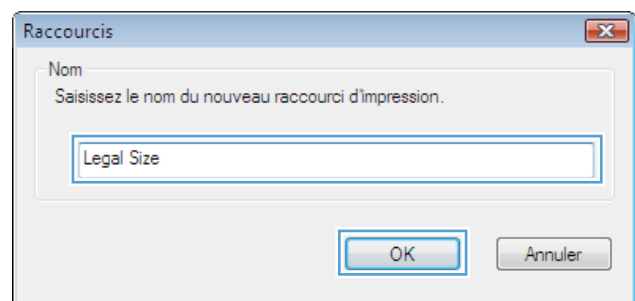 Raccourcis
Nom
Saisissez le nom du nouveau raccourci d'impression.
Legal Size
OK
Annuler